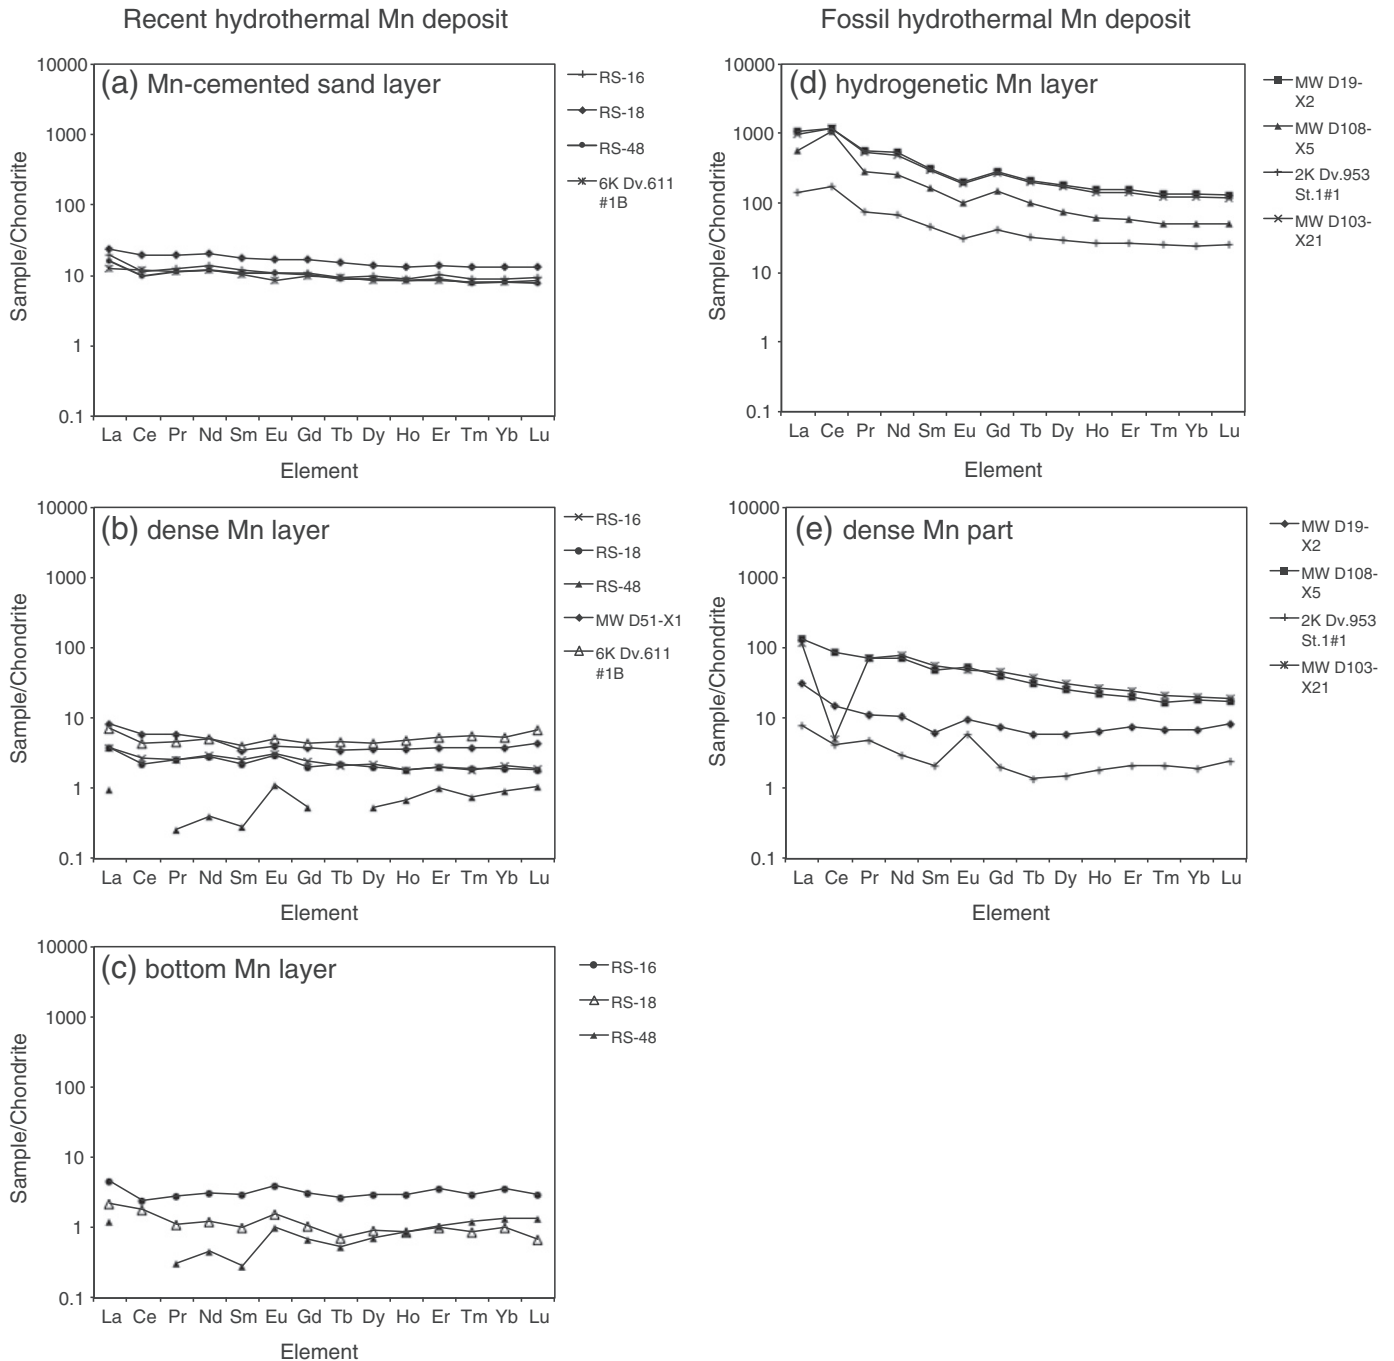 Recent hydrothermal Mn deposit
Fossil hydrothermal Mn deposit
(a) Mn-cemented sand layer
10000
1000
100
10
1
0.1
Sample/Chondrite
La Ce Pr Nd Sm Eu Gd Tb Dy Ho Er Tm Yb Lu
Element
RS-16
RS-18
RS-48
6K Dv.611
#1B
(d) hydrogenetic Mn layer
10000
1000
100
10
1
0.1
Sample/Chondrite
La Ce Pr Nd Sm Eu Gd Tb Dy Ho Er Tm Yb Lu
Element
MW D19-
X2
MW D108-
X5
2K Dv.953
St.1#1
MW D103-
X21
(b) dense Mn layer
10000
1000
100
10
1
0.1
Sample/Chondrite
La Ce Pr Nd Sm Eu Gd Tb Dy Ho Er Tm Yb Lu
Element
RS-16
RS-18
RS-48
MW D51-X1
6K Dv.611
#1B
(e) dense Mn part
10000
1000
100
10
1
0.1
Sample/Chondrite
La Ce Pr Nd Sm Eu Gd Tb Dy Ho Er Tm Yb Lu
Element
MW D19-
X2
MW D108-
X5
2K Dv.953
St.1#1
MW D103-
X21
(c) bottom Mn layer
10000
1000
100
10
1
0.1
Sample/Chondrite
La Ce Pr Nd Sm Eu Gd Tb Dy Ho Er Tm Yb Lu
Element
RS-16
RS-18
RS-48